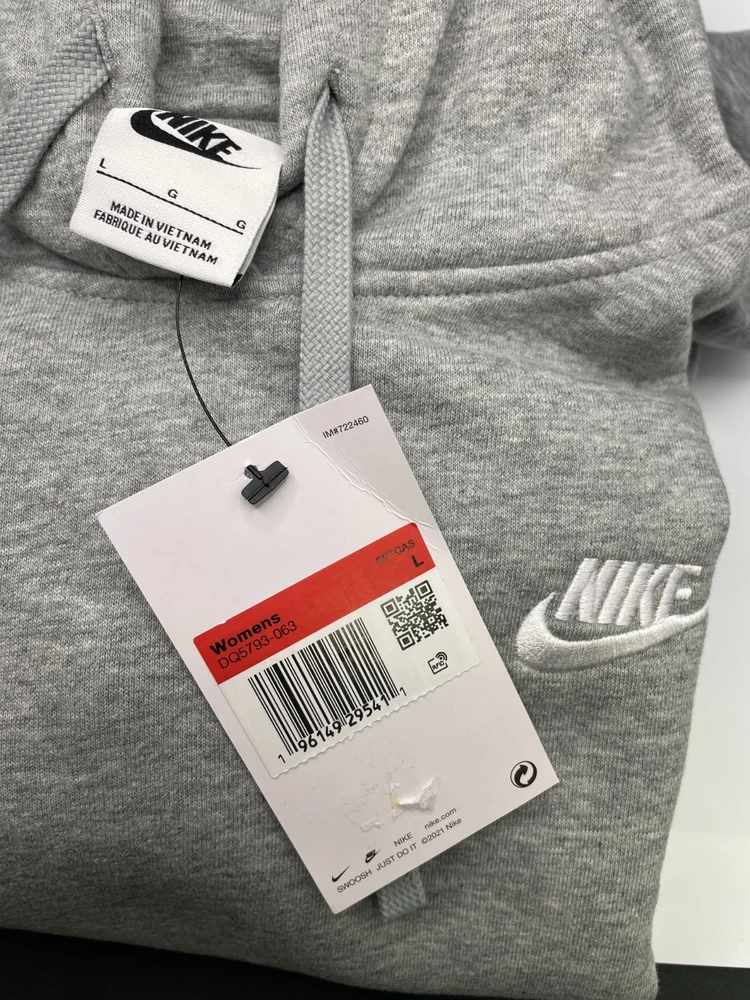 NIKE
L
G
G
MADE IN VIETNAM
FABRIQUE AU VIETNAM
IM#722460
L
Womens
DQ5793-063
RFID
1 96149 29541 1
NIKE
NIKE nike.com
SWOOSH JUST DO IT ©2021 Nike